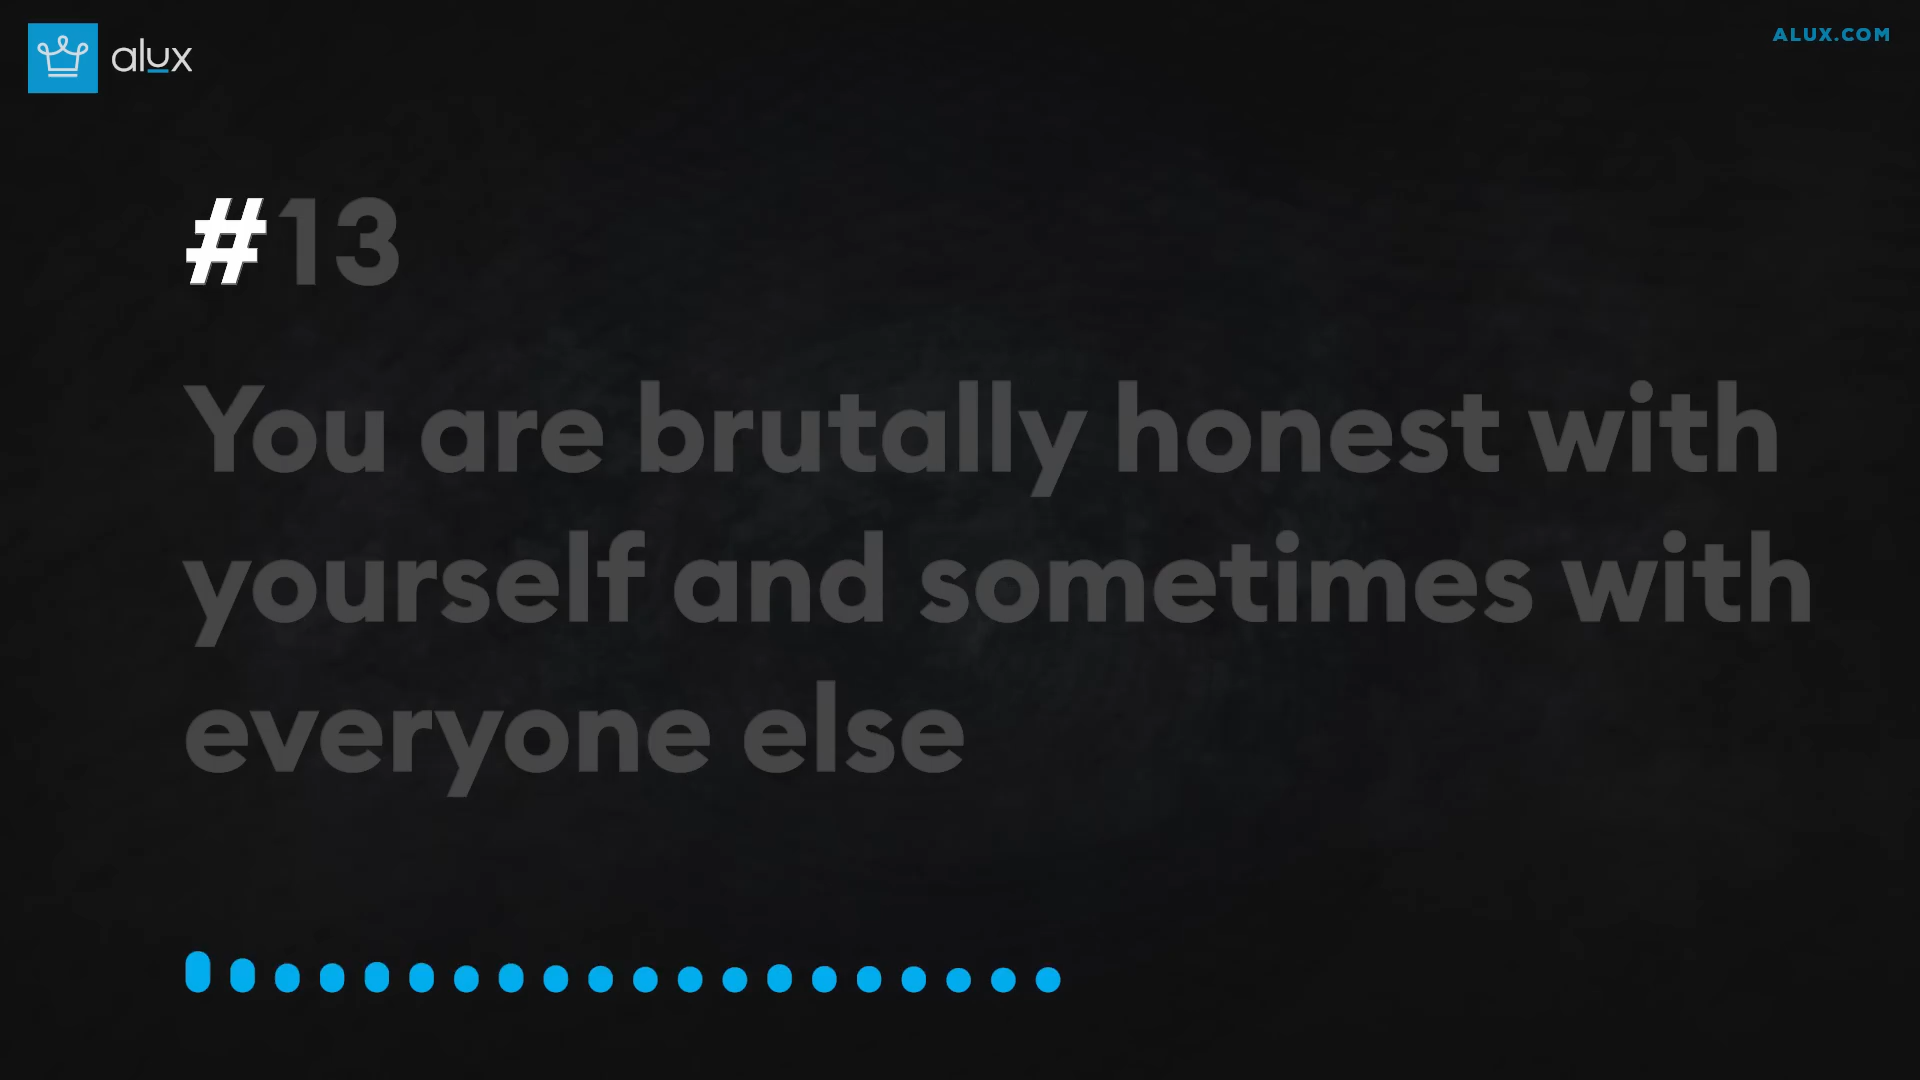 alux
ALUX.COM
#13
You are brutally honest with
yourself and sometimes with
everyone else